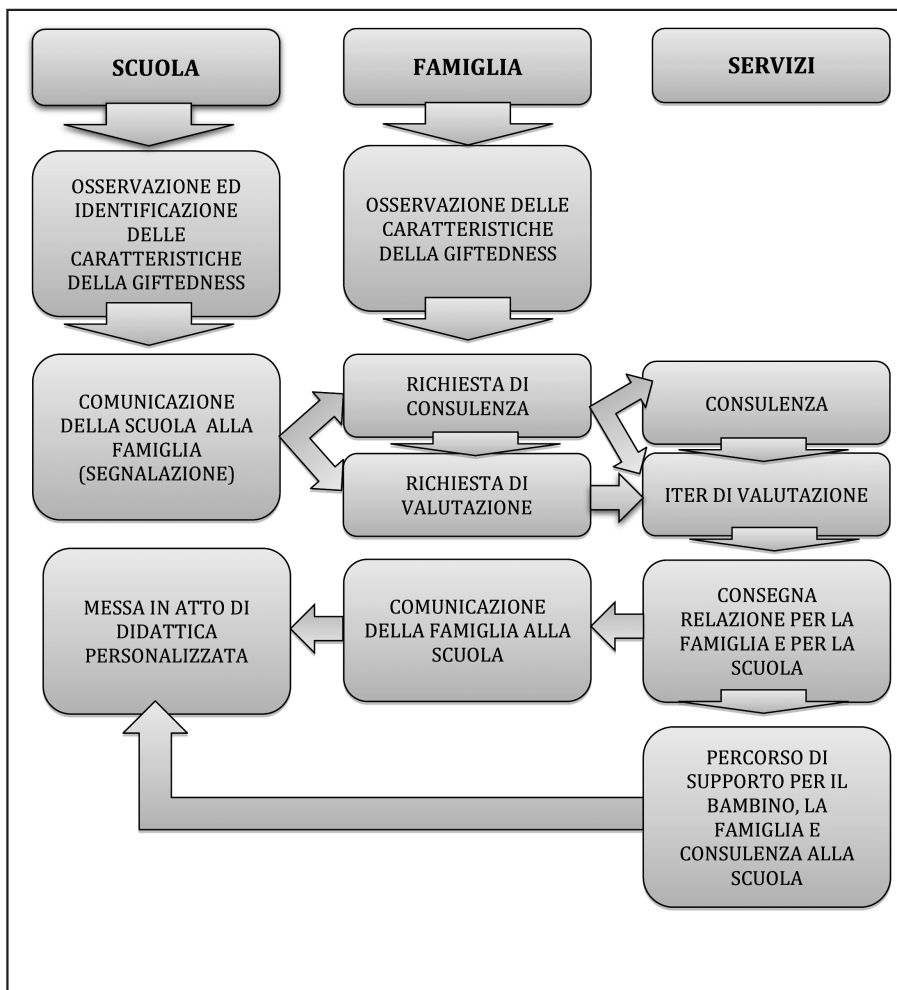 SCUOLA
FAMIGLIA
SERVIZI
OSSERVAZIONE ED
IDENTIFICAZIONE
DELLE
CARATTERISTICHE
DELLA GIFTEDNESS
OSSERVAZIONE DELLE
CARATTERISTICHE
DELLA GIFTEDNESS
COMUNICAZIONE
DELLA SCUOLA ALLA
FAMIGLIA
(SEGNALAZIONE)
RICHIESTA DI
CONSULENZA
CONSULENZA
RICHIESTA DI
VALUTAZIONE
ITER DI VALUTAZIONE
MESSA IN ATTO DI
DIDATTICA
PERSONALIZZATA
COMUNICAZIONE
DELLA FAMIGLIA ALLA
SCUOLA
CONSEGNA
RELAZIONE PER LA
FAMIGLIA E PER LA
SCUOLA
PERCORSO DI
SUPPORTO PER IL
BAMBINO, LA
FAMIGLIA E
CONSULENZA ALLA
SCUOLA